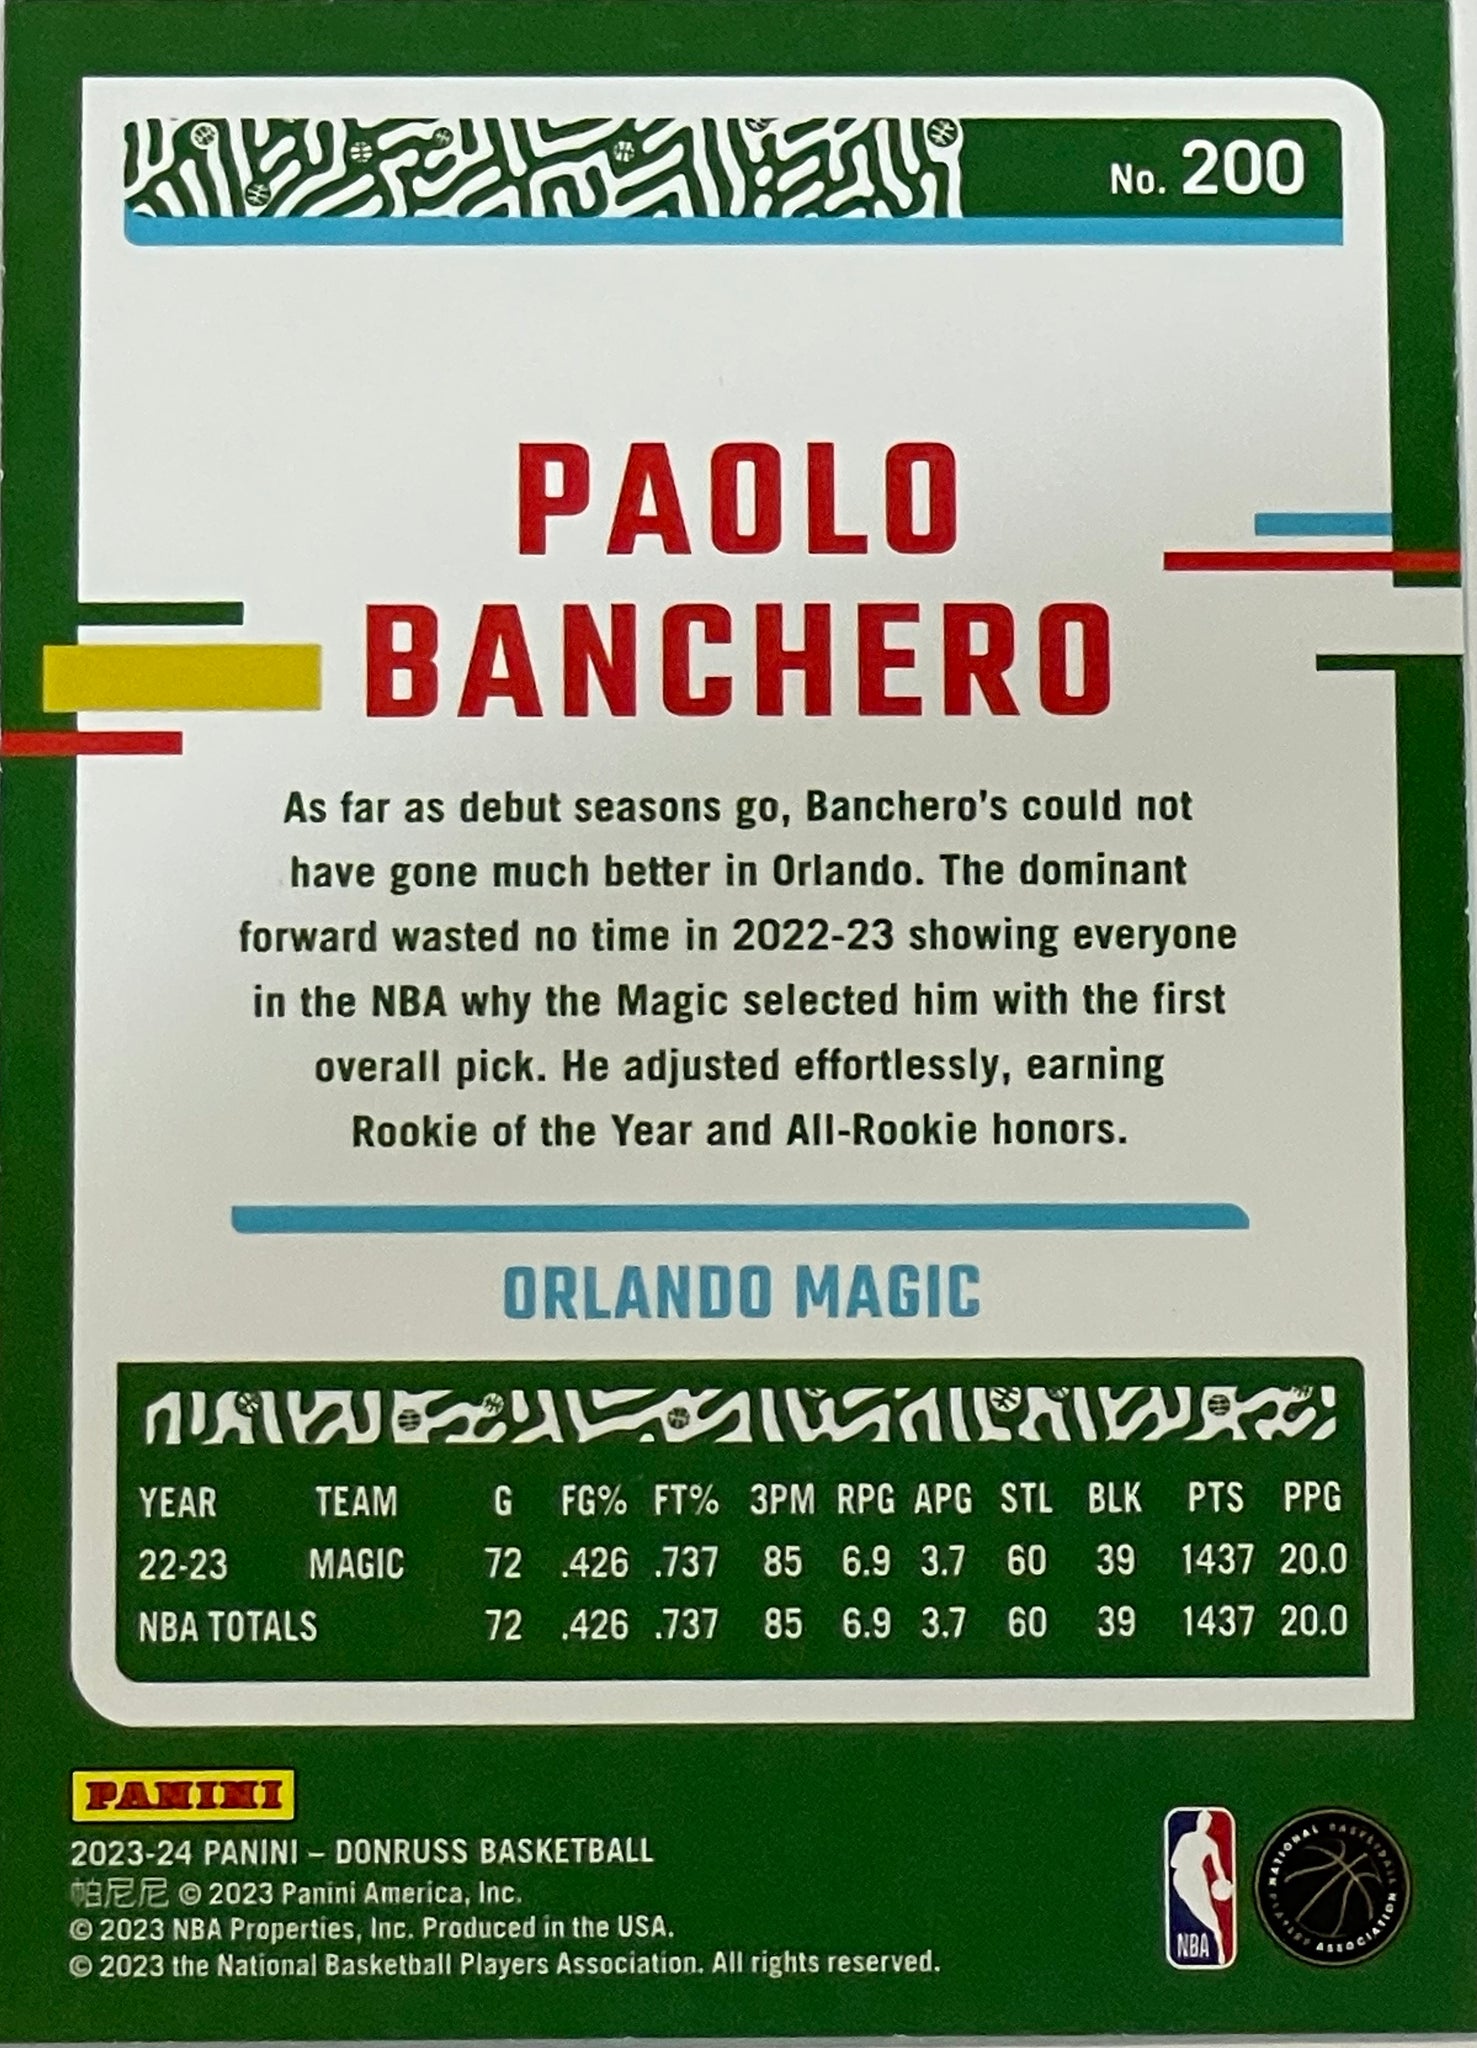 No. 200
PAOLO
BANCHERO
As far as debut seasons go, Banchero's could not
have gone much better in Orlando. The dominant
forward wasted no time in 2022-23 showing everyone
in the NBA why the Magic selected him with the first
overall pick. He adjusted effortlessly, earning
Rookie of the Year and All-Rookie honors.
ORLANDO MAGIC
YEAR TEAM G FG% FT% 3PM RPG APG STL BLK PTS PPG
22-23 MAGIC 72 .426 .737 85 6.9 3.7 60 39 1437 20.0
NBA TOTALS 72 .426 .737 85 6.9 3.7 60 39 1437 20.0
PANINI
2023-24 PANINI – DONRUSS BASKETBALL
帕尼尼 © 2023 Panini America, Inc.
© 2023 NBA Properties, Inc. Produced in the USA.
© 2023 the National Basketball Players Association. All rights reserved.
NBA
NATIONAL BASKETBALL PLAYERS ASSOCIATION